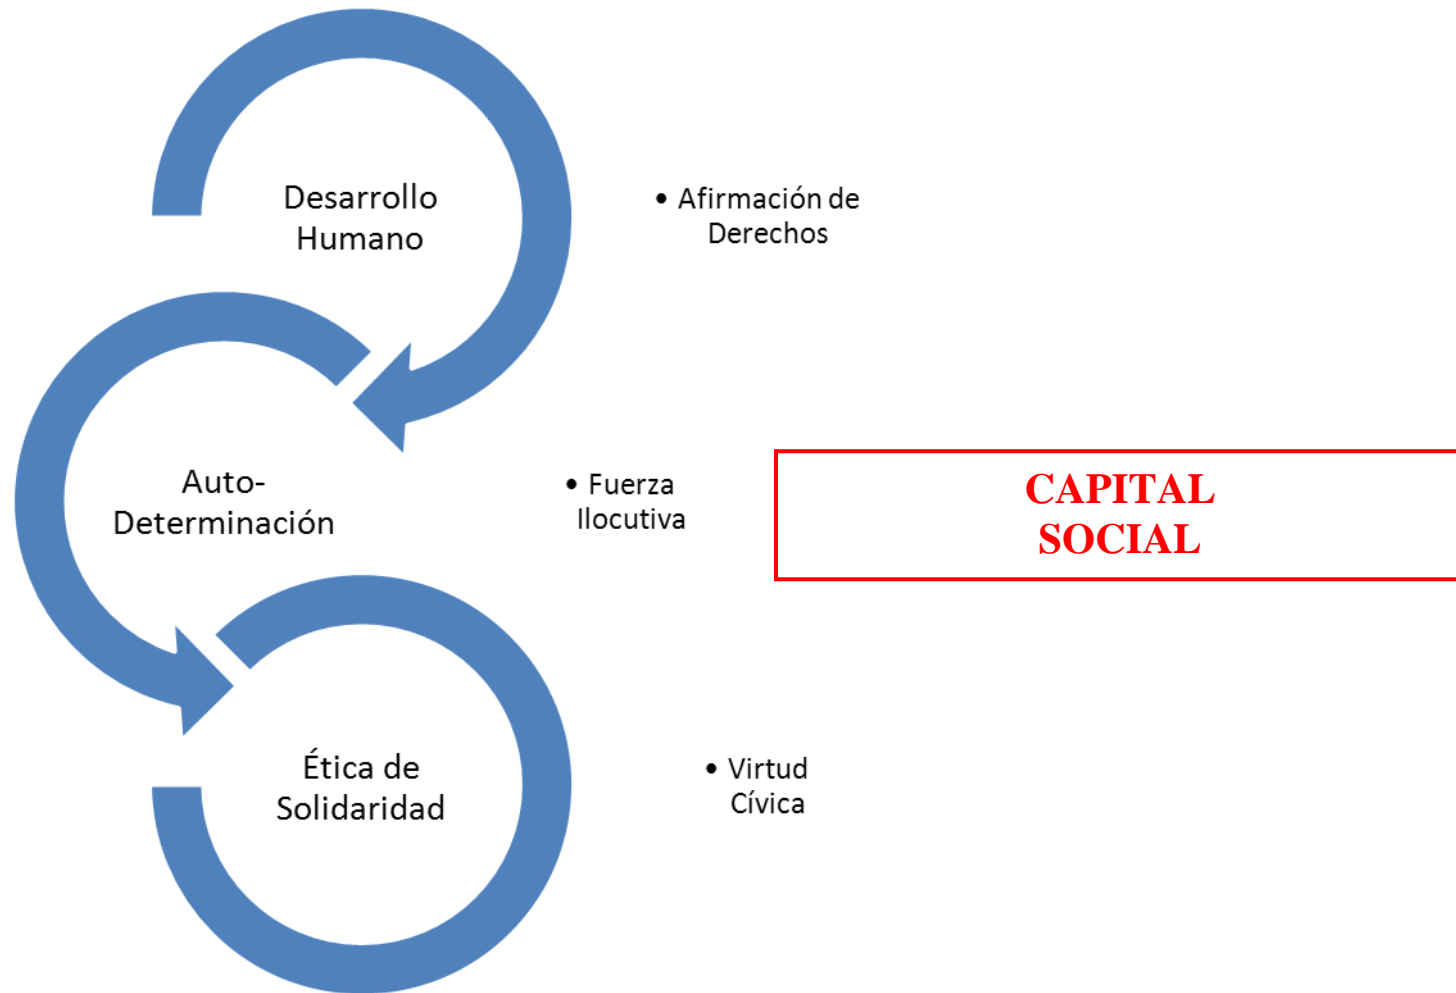 Desarrollo
Humano
• Afirmación de
Derechos
Auto-
Determinación
• Fuerza
Ilocutiva
CAPITAL
SOCIAL
Ética de
Solidaridad
• Virtud
Cívica